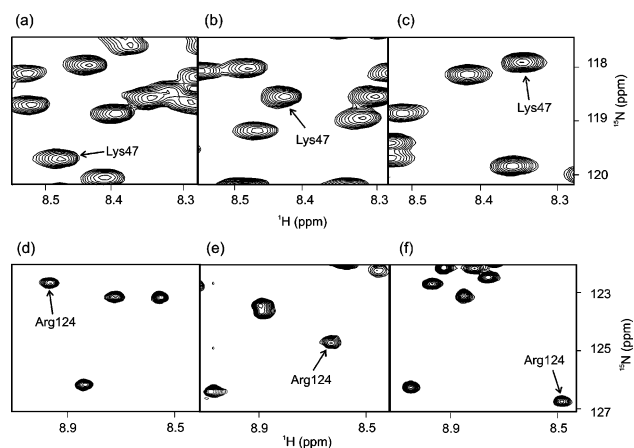 (a) (b) (c)
Lys47 Lys47 Lys47
118
119
120
¹⁵N (ppm)
8.5 8.4 8.3 8.5 8.4 8.3 8.5 8.4 8.3
¹H (ppm)
(d) (e) (f)
Arg124 Arg124 Arg124
123
125
127
¹⁵N (ppm)
8.9 8.5 8.9 8.5 8.9 8.5
¹H (ppm)